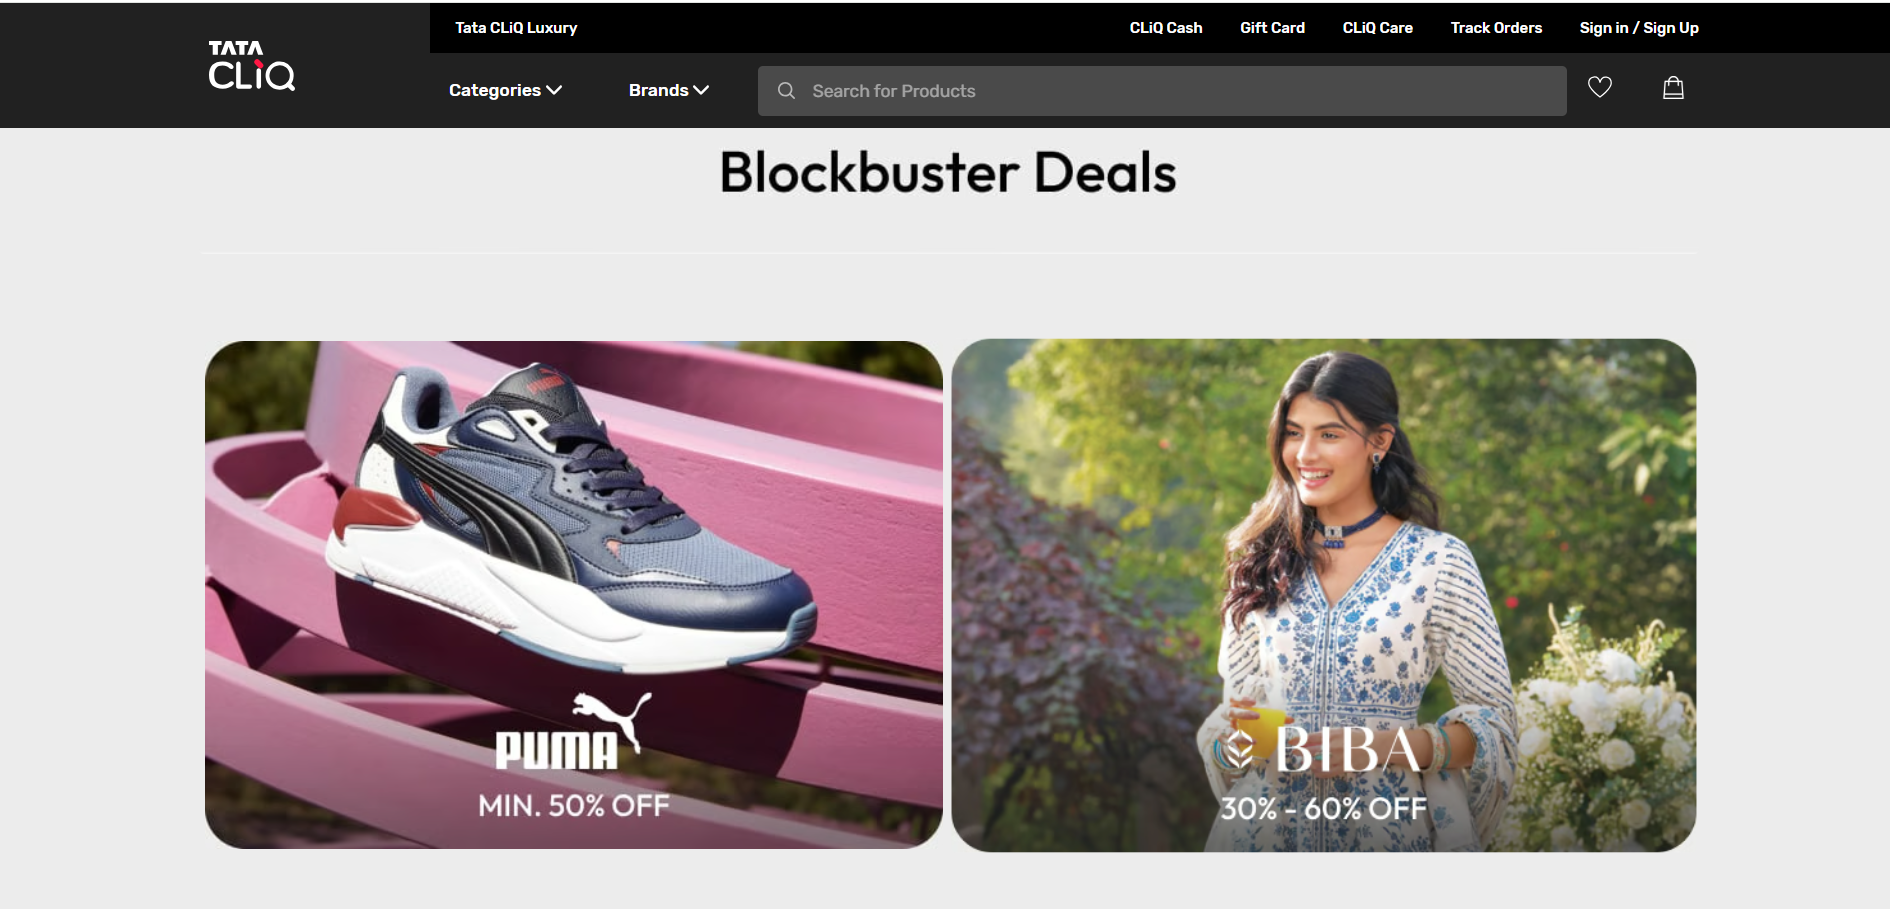 Tata CLiQ Luxury
CLiQ Cash
Gift Card
CLiQ Care
Track Orders
Sign in / Sign Up
TATA
CLiQ
Categories
Brands
Search for Products
Blockbuster Deals
PUMA
MIN. 50% OFF
BIBA
30% - 60% OFF